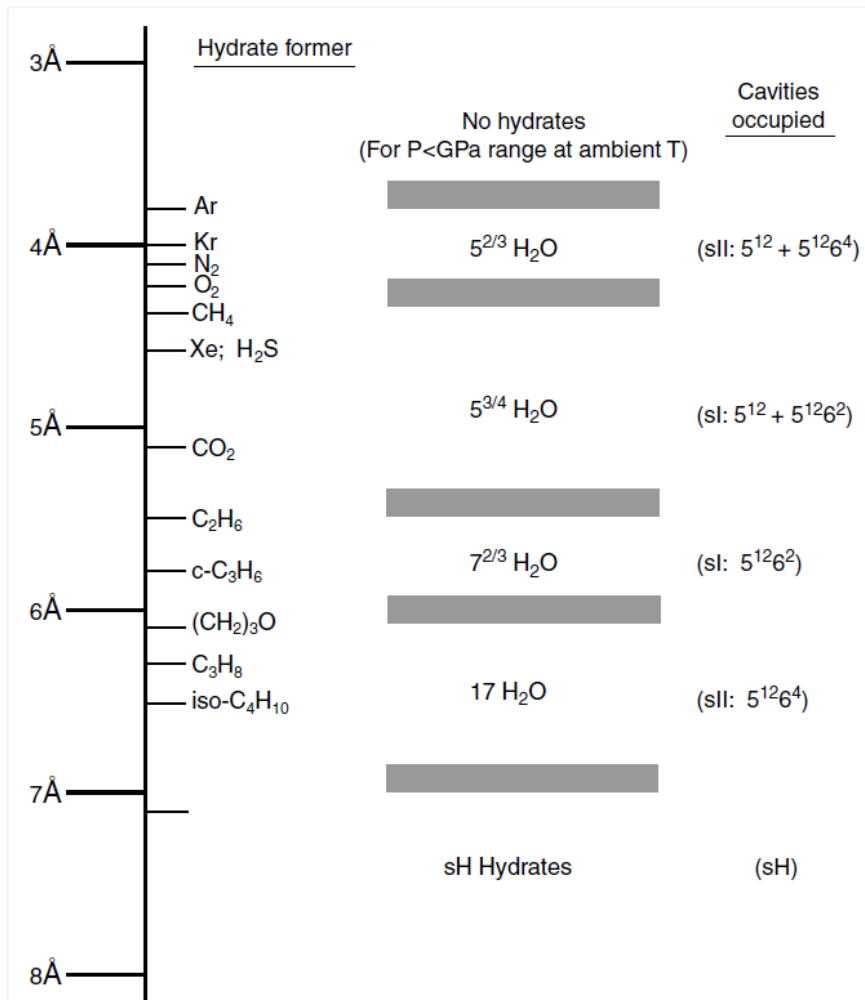 Hydrate former
3Å
Cavities
occupied
No hydrates
(For P<GPa range at ambient T)
Ar
4Å
Kr
5^{2/3} H₂O
(sII: 5^{12} + 5^{12}6^{4})
N₂
O₂
CH₄
Xe; H₂S
5^{3/4} H₂O
(sI: 5^{12} + 5^{12}6^{2})
5Å
CO₂
C₂H₆
c-C₃H₆
7^{2/3} H₂O
(sI: 5^{12}6^{2})
6Å
(CH₂)₃O
C₃H₈
iso-C₄H₁₀
17 H₂O
(sII: 5^{12}6^{4})
7Å
sH Hydrates
(sH)
8Å